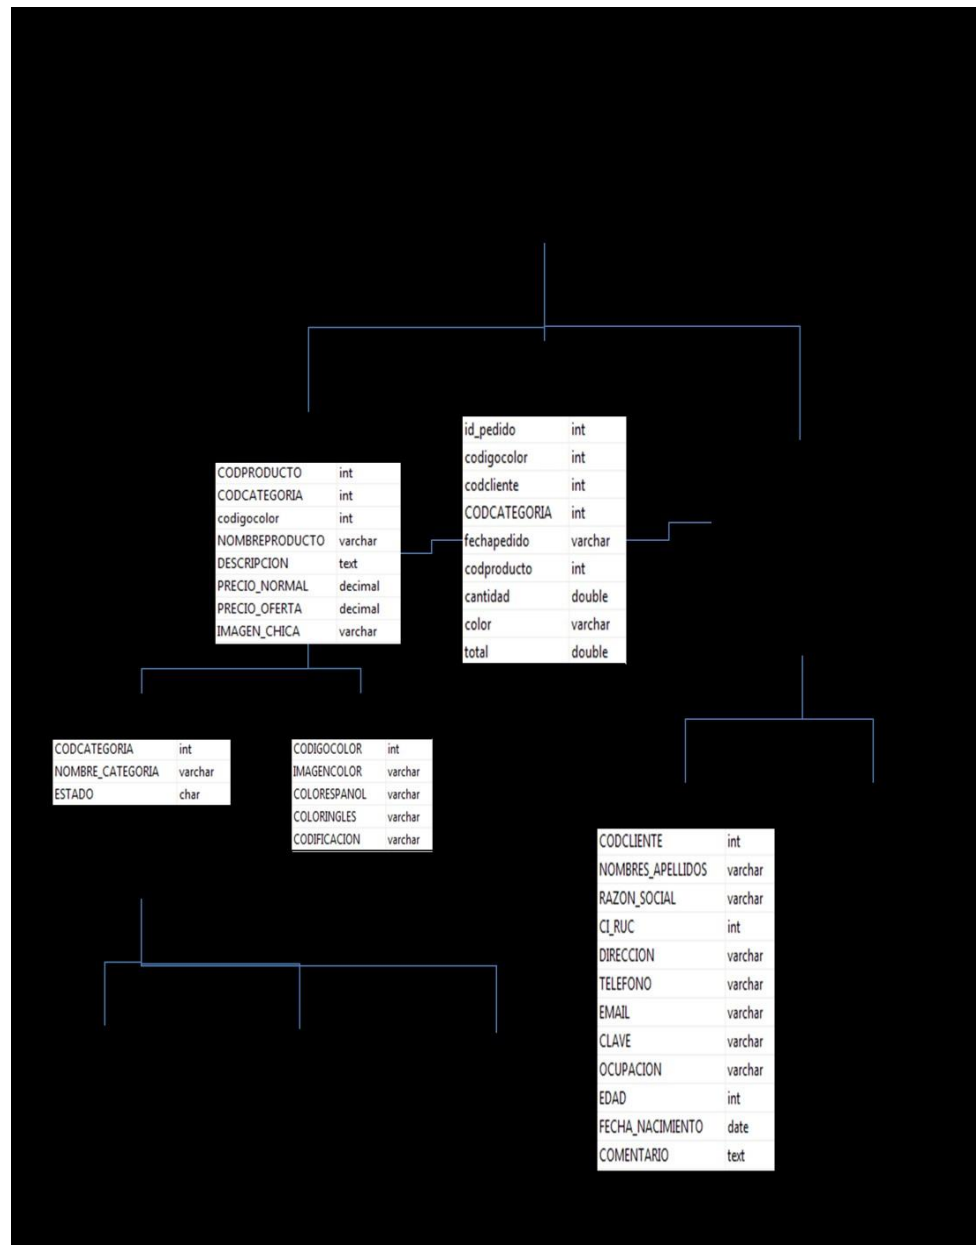 id_pedido int
codigocolor int
codcliente int
CODCATEGORIA int
fechapedido varchar
codproducto int
cantidad double
color varchar
total double
CODPRODUCTO int
CODCATEGORIA int
codigocolor int
NOMBREPRODUCTO varchar
DESCRIPCION text
PRECIO_NORMAL decimal
PRECIO_OFERTA decimal
IMAGEN_CHICA varchar
CODCATEGORIA int
NOMBRE_CATEGORIA varchar
ESTADO char
CODIGOCOLOR int
IMAGENCOLOR varchar
COLORESPANOL varchar
COLORINGLES varchar
CODIFICACION varchar
CODCLIENTE int
NOMBRES_APELLIDOS varchar
RAZON_SOCIAL varchar
CI_RUC int
DIRECCION varchar
TELEFONO varchar
EMAIL varchar
CLAVE varchar
OCUPACION varchar
EDAD int
FECHA_NACIMIENTO date
COMENTARIO text